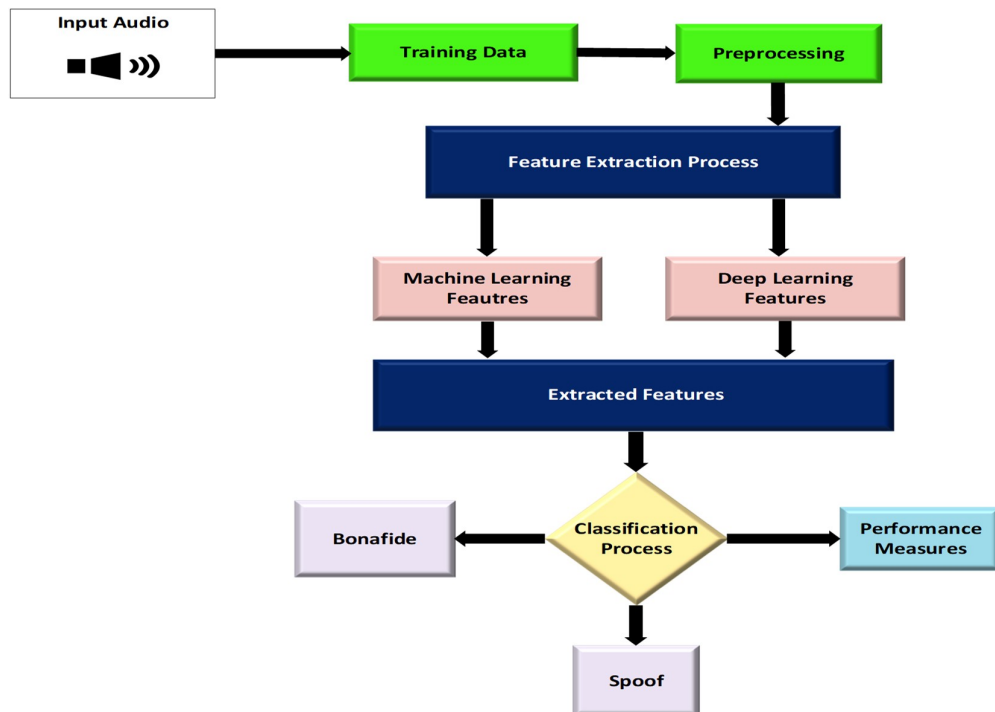 Input Audio
Training Data
Preprocessing
Feature Extraction Process
Machine Learning
Feautres
Deep Learning
Features
Extracted Features
Bonafide
Classification
Process
Performance
Measures
Spoof